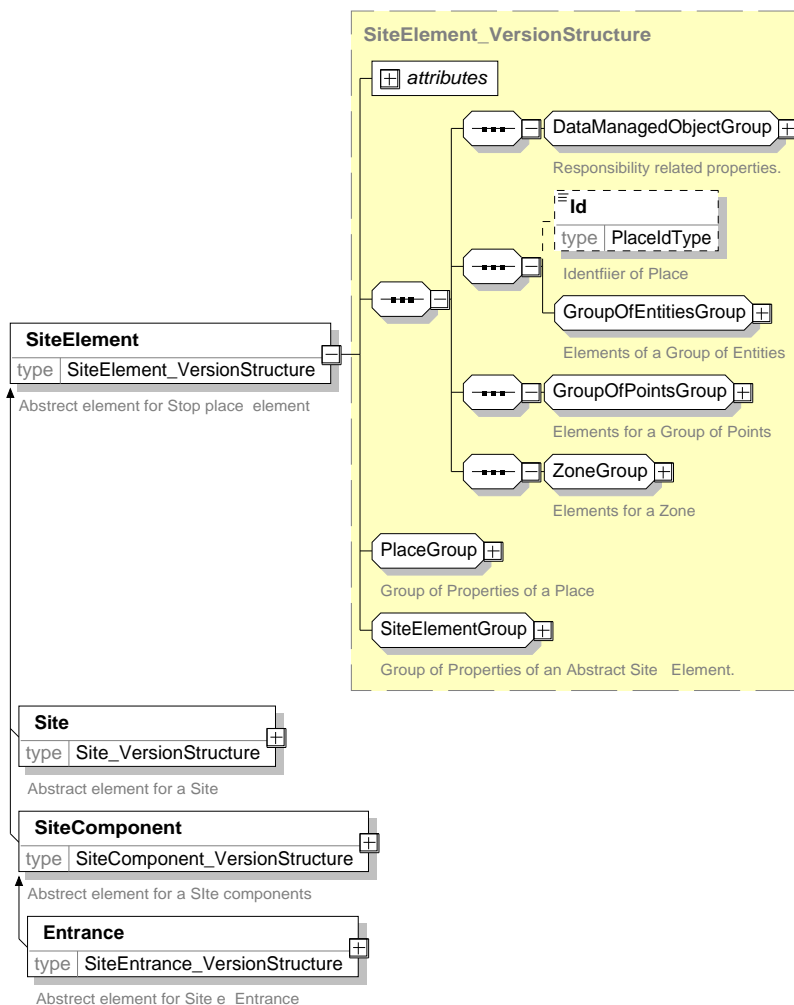 SiteElement_VersionStructure
attributes
DataManagedObjectGroup
Responsibility related properties.
Id
type PlaceIdType
Identfiier of Place
GroupOfEntitiesGroup
Elements of a Group of Entities
SiteElement
type SiteElement_VersionStructure
Abstrect element for Stop place element
GroupOfPointsGroup
Elements for a Group of Points
ZoneGroup
Elements for a Zone
PlaceGroup
Group of Properties of a Place
SiteElementGroup
Group of Properties of an Abstract Site Element.
Site
type Site_VersionStructure
Abstract element for a Site
SiteComponent
type SiteComponent_VersionStructure
Abstrect element for a SIte components
Entrance
type SiteEntrance_VersionStructure
Abstrect element for Site e Entrance